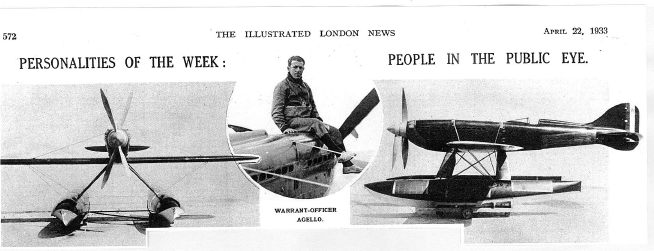 572 THE ILLUSTRATED LONDON NEWS APRIL 22, 1933
PERSONALITIES OF THE WEEK: PEOPLE IN THE PUBLIC EYE.
WARRANT-OFFICER
AGELLO.